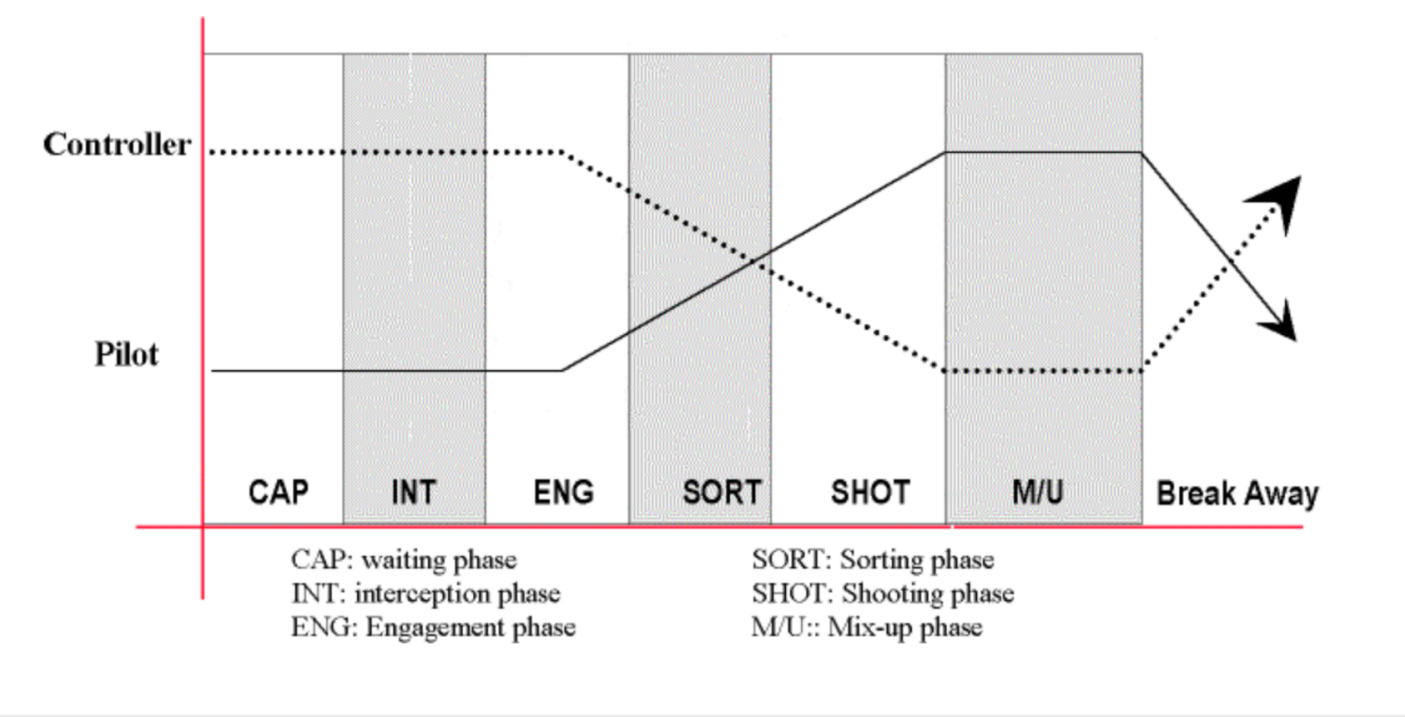 Controller
Pilot
CAP INT ENG SORT SHOT M/U Break Away
CAP: waiting phase
INT: interception phase
ENG: Engagement phase
SORT: Sorting phase
SHOT: Shooting phase
M/U:: Mix-up phase